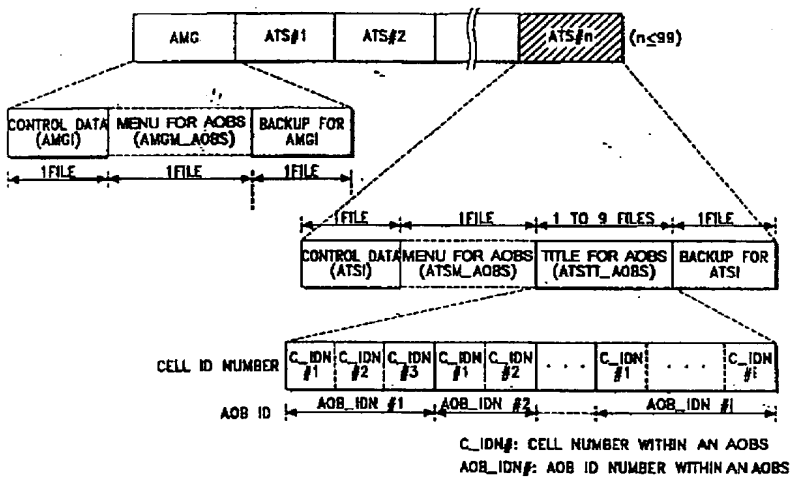 AMG ATS#1 ATS#2 ATS#n (n≤99)
CONTROL DATA (AMGI)
MENU FOR AOBS (AMGM_AOBS)
BACKUP FOR AMGI
1FILE 1FILE 1FILE
1FILE 1FILE 1 TO 9 FILES 1FILE
CONTROL DATA (ATSI)
MENU FOR AOBS (ATSM_AOBS)
TITLE FOR AOBS (ATSTT_AOBS)
BACKUP FOR ATSI
CELL ID NUMBER
C_IDN #1
C_IDN #2
C_IDN #3
C_IDN #1
C_IDN #2
· · ·
C_IDN #1
· · ·
C_IDN #i
AOB ID AOB_IDN #1 AOB_IDN #2 AOB_IDN #i
C_IDN#: CELL NUMBER WITHIN AN AOBS
AOB_IDN#: AOB ID NUMBER WITHIN AN AOBS